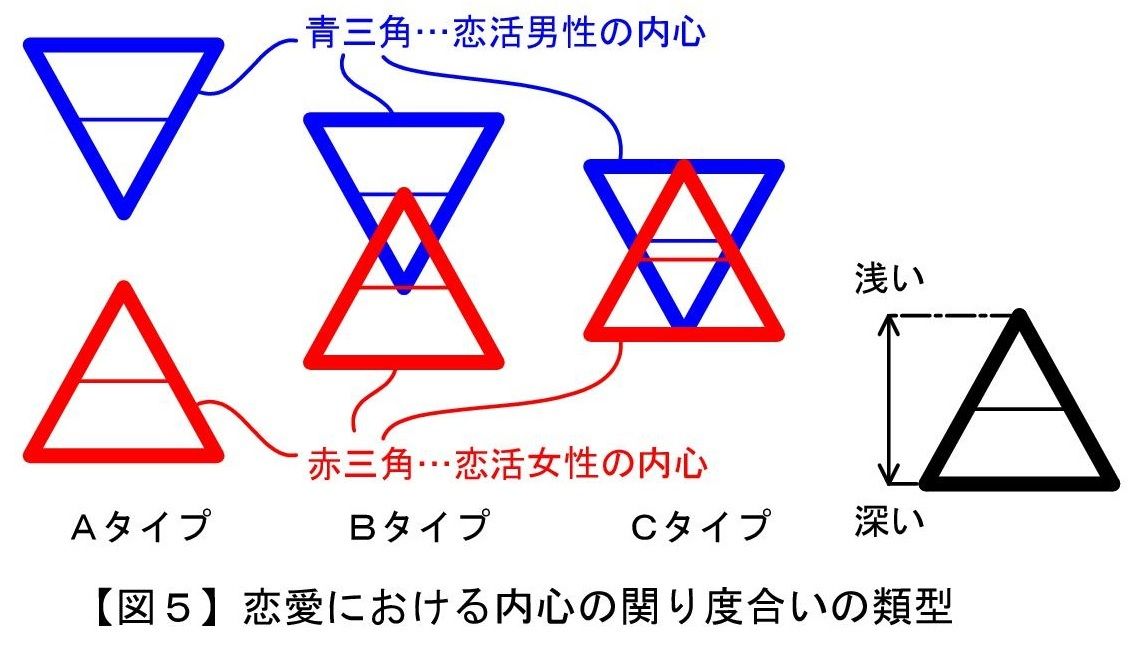 青三角…恋活男性の内心
浅い
赤三角…恋活女性の内心
深い
Aタイプ
Bタイプ
Cタイプ
【図５】恋愛における内心の関り度合いの類型